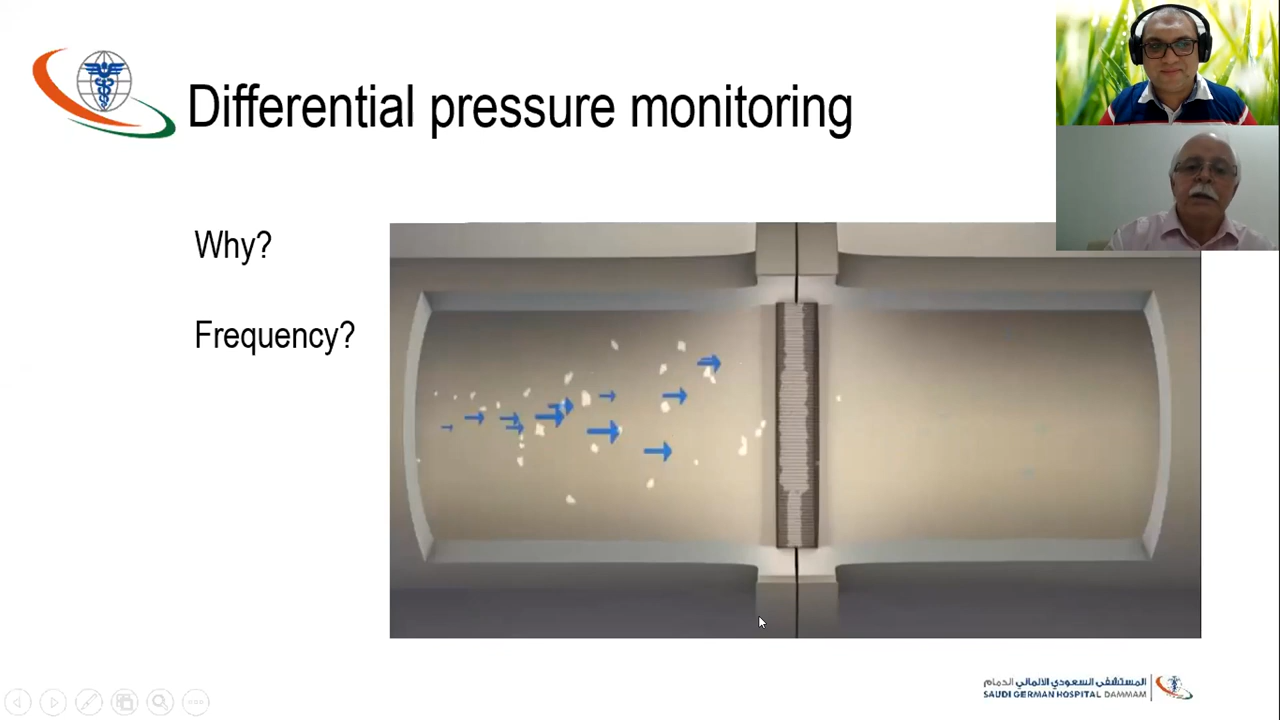 Differential pressure monitoring
Why?
Frequency?
المستشفى السعودي الألماني الدمام
SAUDI GERMAN HOSPITAL DAMMAM